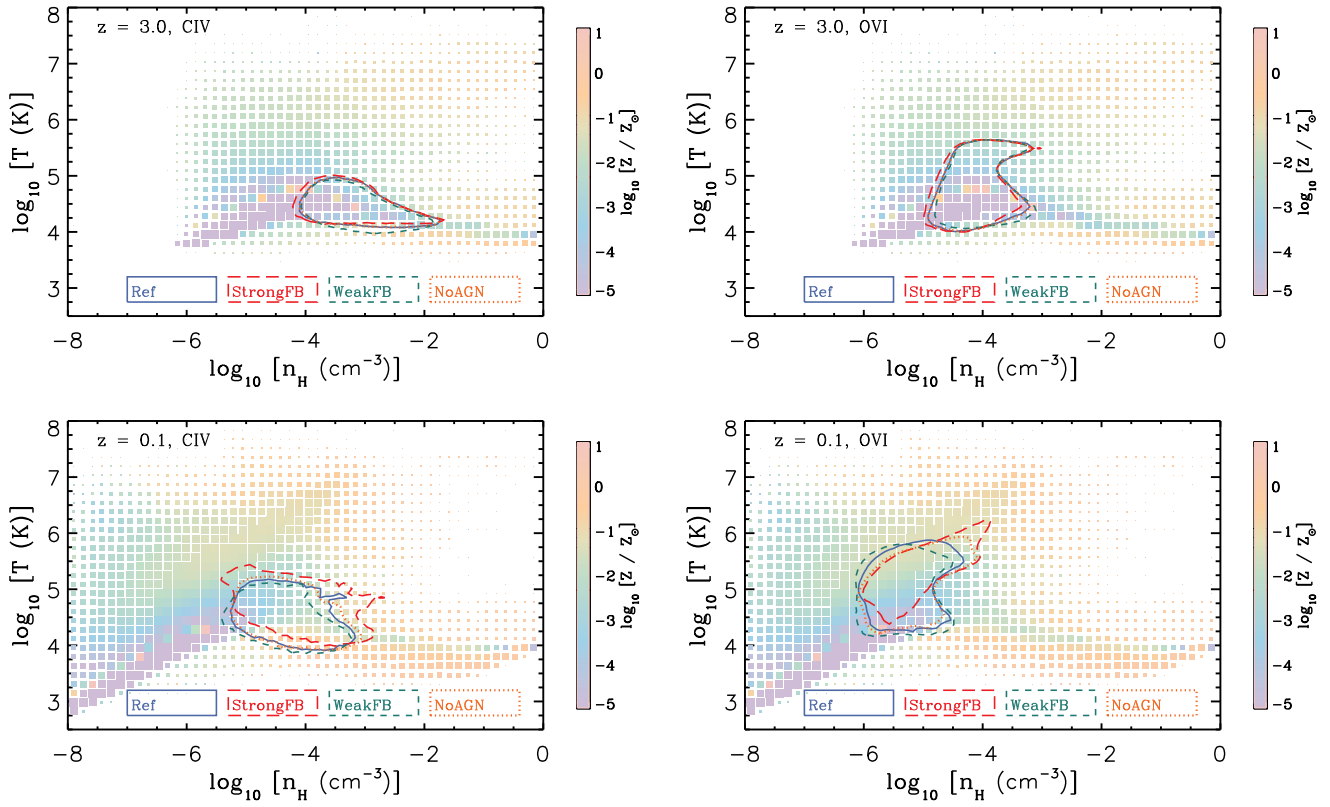 z = 3.0, CIV
8
7
6
5
4
3
log₁₀ [T (K)]
Ref
StrongFB
WeakFB
NoAGN
-8
-6
-4
-2
0
log₁₀ [n_H (cm⁻³)]
1
0
-1
-2
-3
-4
-5
log₁₀ [Z / Z⊙]
z = 3.0, OVI
8
7
6
5
4
3
log₁₀ [T (K)]
Ref
StrongFB
WeakFB
NoAGN
-8
-6
-4
-2
0
log₁₀ [n_H (cm⁻³)]
1
0
-1
-2
-3
-4
-5
log₁₀ [Z / Z⊙]
z = 0.1, CIV
8
7
6
5
4
3
log₁₀ [T (K)]
Ref
StrongFB
WeakFB
NoAGN
-8
-6
-4
-2
0
log₁₀ [n_H (cm⁻³)]
1
0
-1
-2
-3
-4
-5
log₁₀ [Z / Z⊙]
z = 0.1, OVI
8
7
6
5
4
3
log₁₀ [T (K)]
Ref
StrongFB
WeakFB
NoAGN
-8
-6
-4
-2
0
log₁₀ [n_H (cm⁻³)]
1
0
-1
-2
-3
-4
-5
log₁₀ [Z / Z⊙]